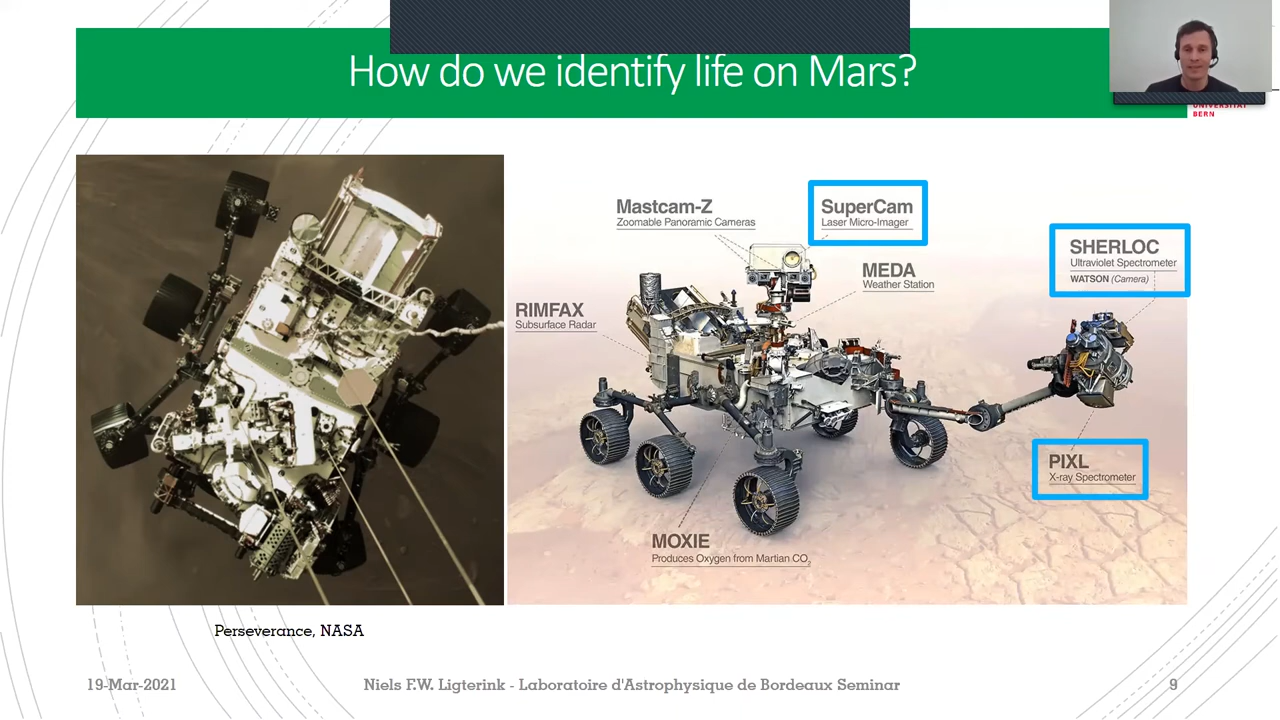 How do we identify life on Mars?
UNIVERSITÄT
BERN
Mastcam-Z
Zoomable Panoramic Cameras
SuperCam
Laser Micro-Imager
SHERLOC
Ultraviolet Spectrometer
WATSON (Camera)
MEDA
Weather Station
RIMFAX
Subsurface Radar
PIXL
X-ray Spectrometer
MOXIE
Produces Oxygen from Martian CO₂
Perseverance, NASA
19-Mar-2021
Niels F.W. Ligterink - Laboratoire d'Astrophysique de Bordeaux Seminar
9